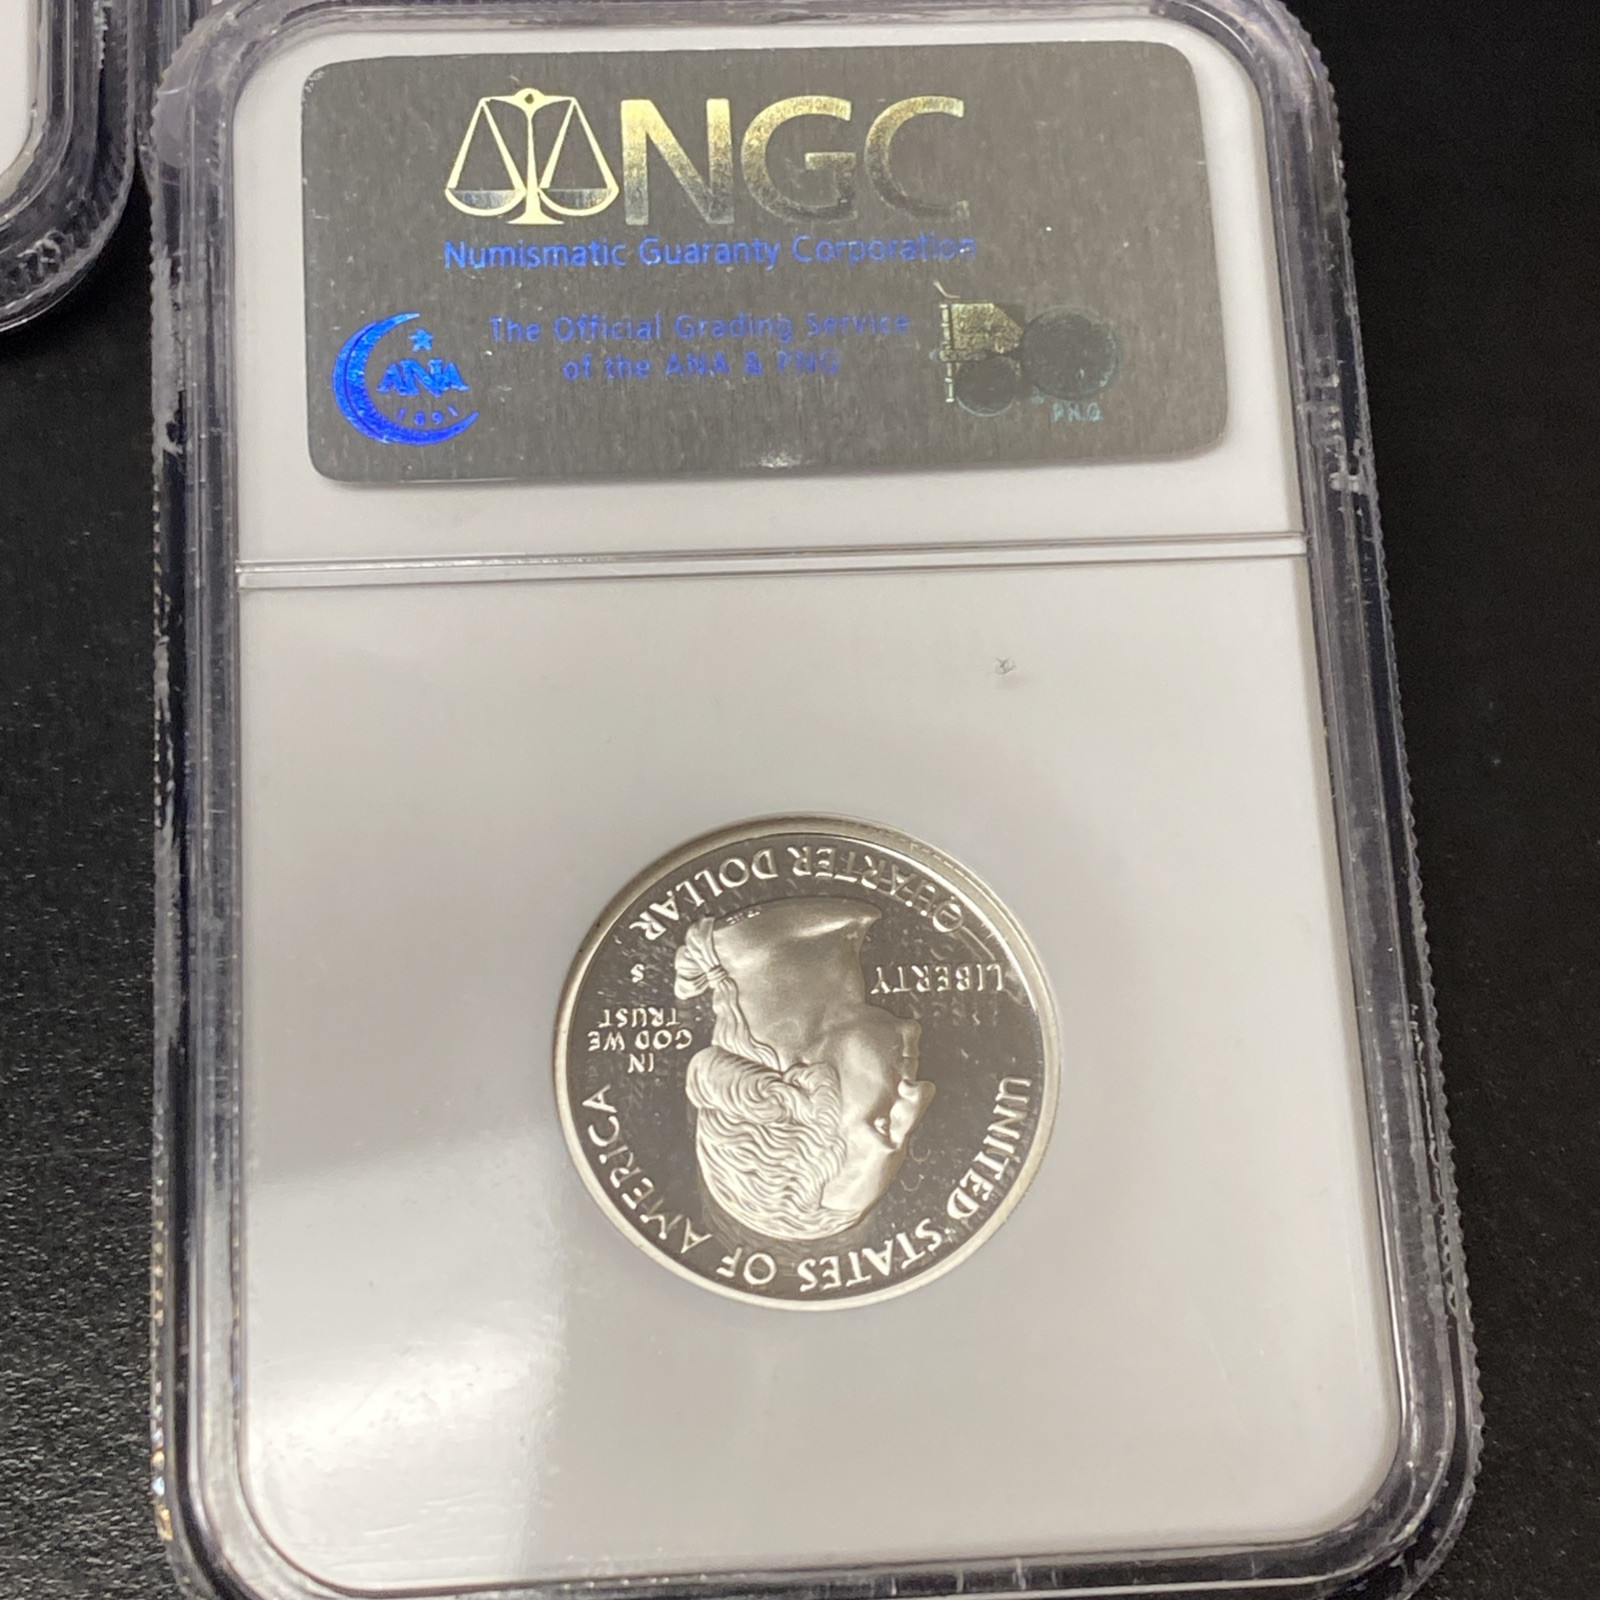 NGC
Numismatic Guaranty Corporation
The Official Grading Service
of the ANA & PNG
ANA
1891
P.N.G.
UNITED STATES OF AMERICA
LIBERTY
IN
GOD WE
TRUST
S
QUARTER DOLLAR